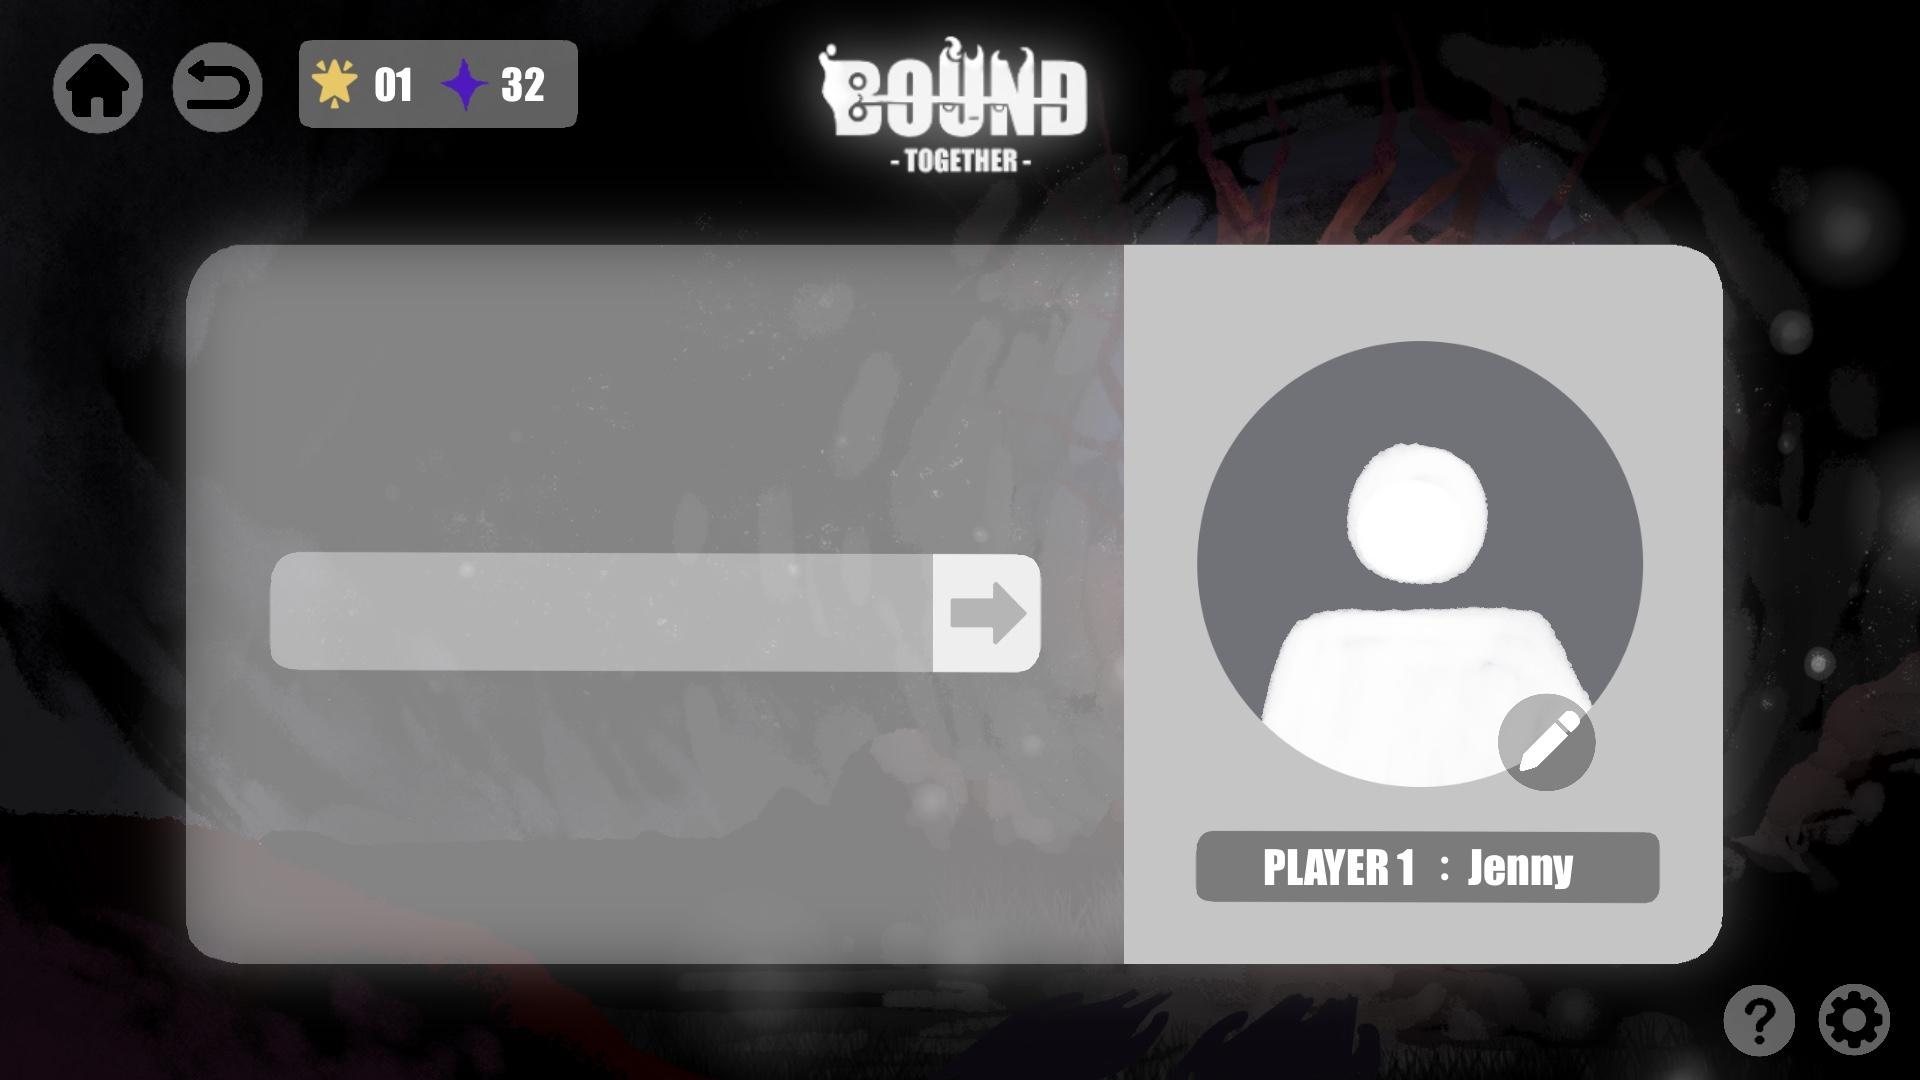 01 32
BOUND
- TOGETHER -
PLAYER 1 : Jenny
?